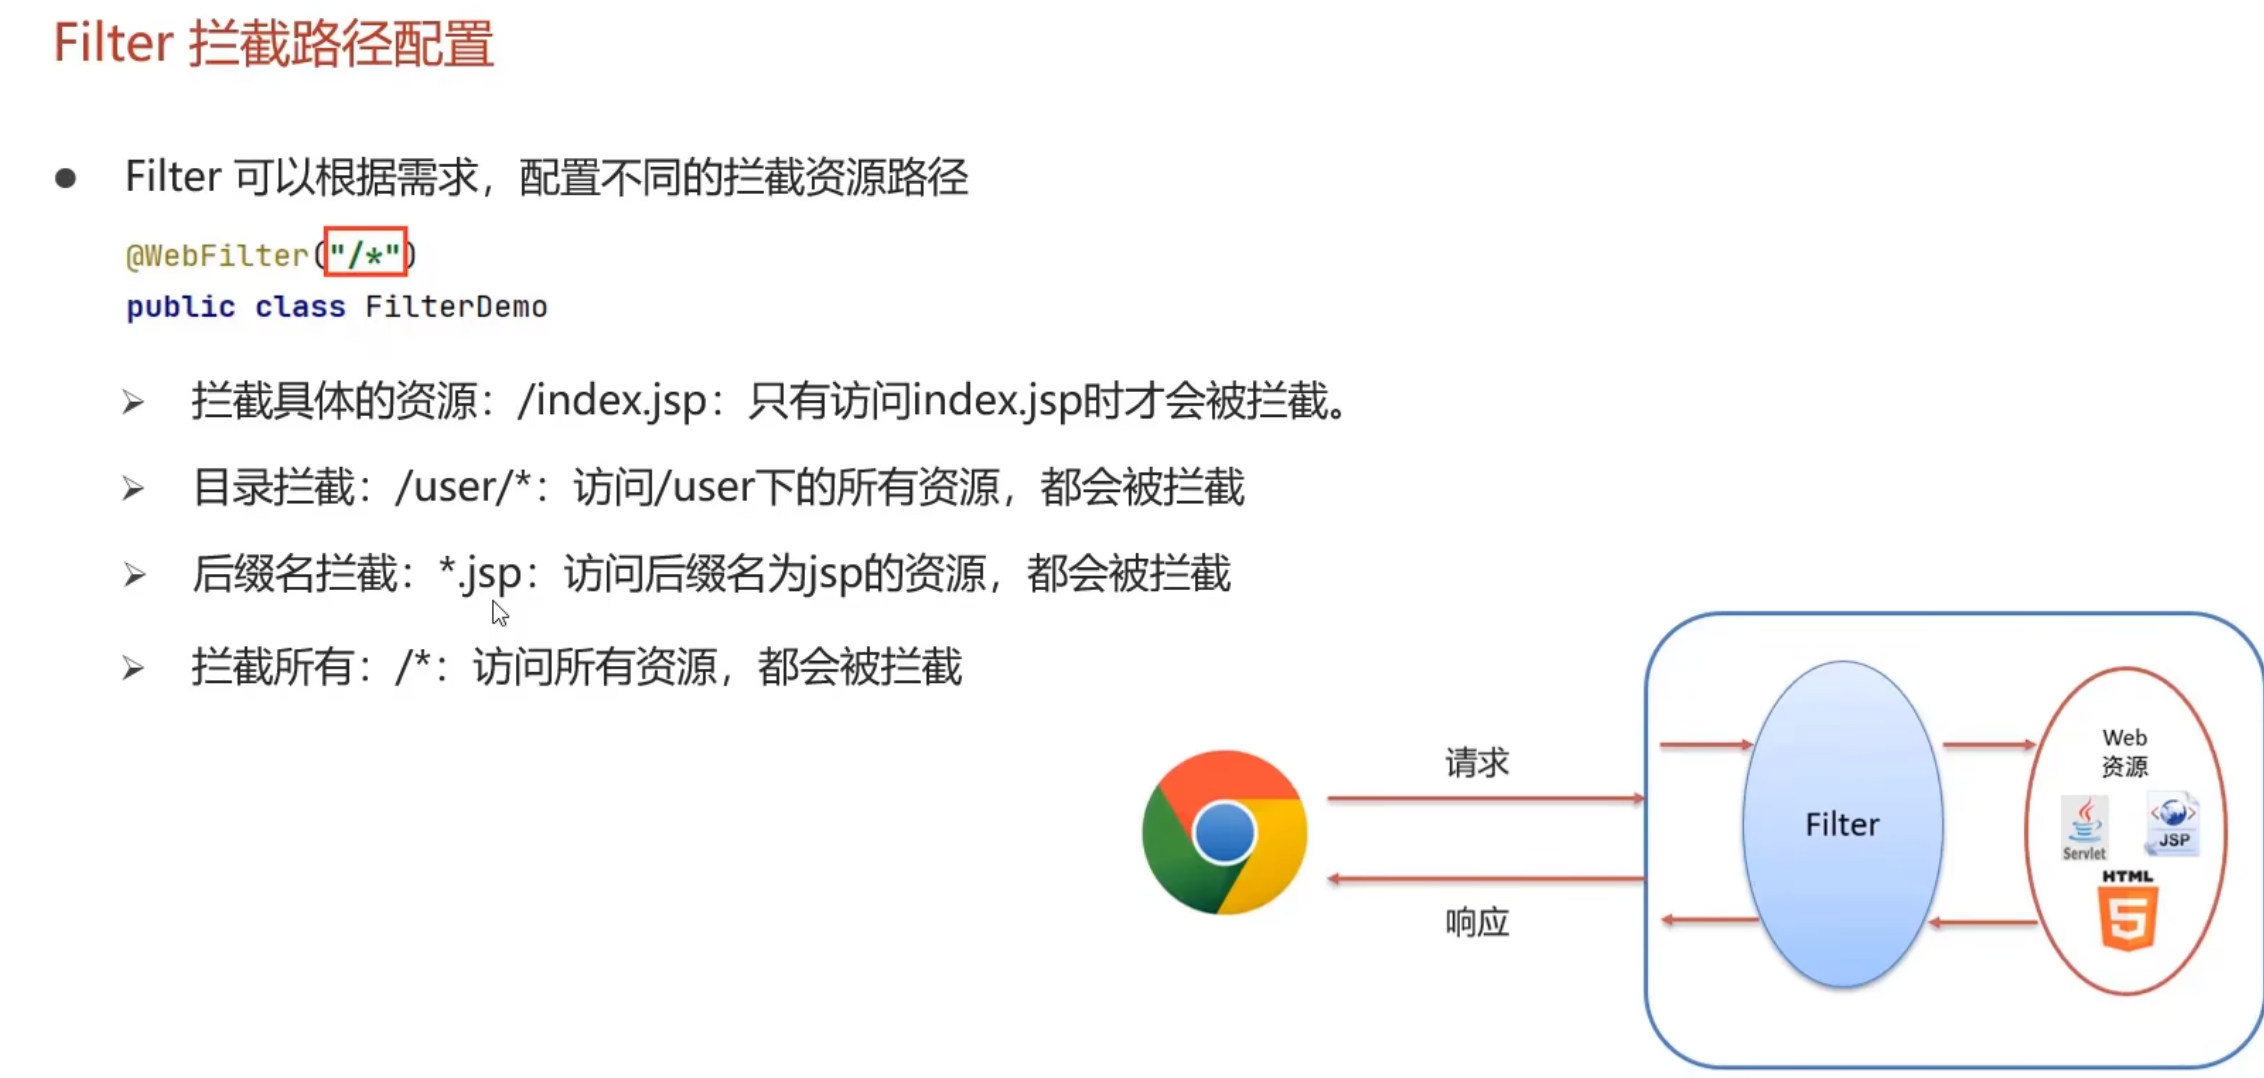 Filter 拦截路径配置
● Filter 可以根据需求，配置不同的拦截资源路径
@WebFilter("/*")
public class FilterDemo
➢ 拦截具体的资源：/index.jsp：只有访问index.jsp时才会被拦截。
➢ 目录拦截：/user/*：访问/user下的所有资源，都会被拦截
➢ 后缀名拦截：*.jsp：访问后缀名为jsp的资源，都会被拦截
➢ 拦截所有：/*：访问所有资源，都会被拦截
请求
响应
Filter
Web
资源
Servlet
JSP
HTML
5